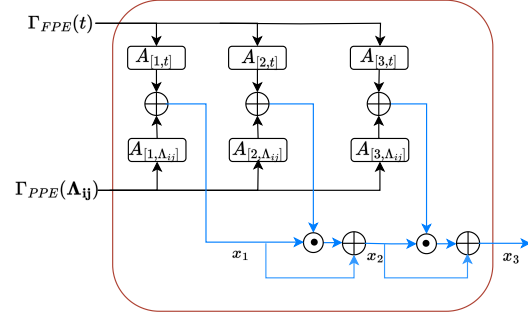 Γ_{FPE}(t)
A_{[1,t]} A_{[2,t]} A_{[3,t]}
A_{[1,Λ_{ij}]} A_{[2,Λ_{ij}]} A_{[3,Λ_{ij}]}
Γ_{PPE}(Λ_{ij})
x_1 x_2 x_3